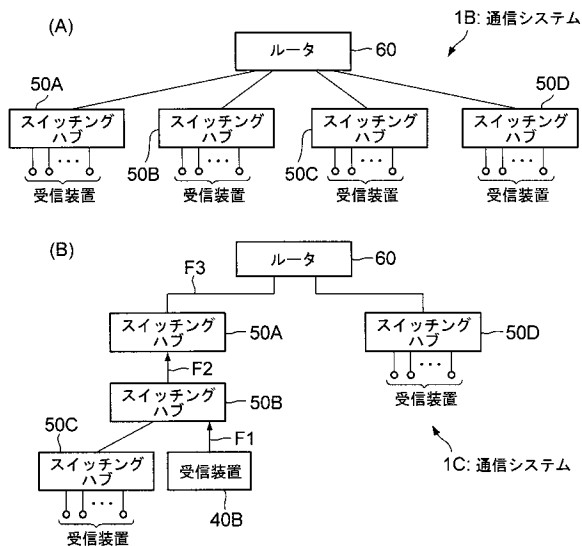 (A)
ルータ
60
1B: 通信システム
50A
スイッチング
ハブ
受信装置
50B
スイッチング
ハブ
受信装置
50C
スイッチング
ハブ
受信装置
50D
スイッチング
ハブ
受信装置
(B)
ルータ
60
F3
スイッチング
ハブ
50A
スイッチング
ハブ
50D
受信装置
F2
スイッチング
ハブ
50B
50C
F1
スイッチング
ハブ
受信装置
受信装置
40B
1C: 通信システム